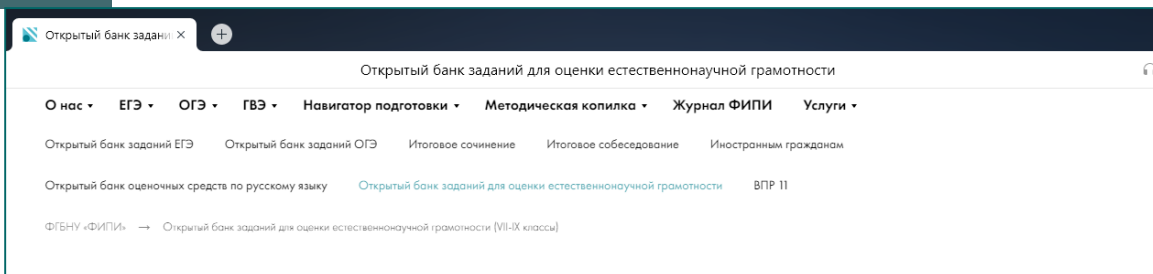 Открытый банк задани
Открытый банк заданий для оценки естественнонаучной грамотности
О нас ЕГЭ ОГЭ ГВЭ Навигатор подготовки Методическая копилка Журнал ФИПИ Услуги
Открытый банк заданий ЕГЭ Открытый банк заданий ОГЭ Итоговое сочинение Итоговое собеседование Иностранным гражданам
Открытый банк оценочных средств по русскому языку Открытый банк заданий для оценки естественнонаучной грамотности ВПР 11
ФГБНУ «ФИПИ» → Открытый банк заданий для оценки естественнонаучной грамотности (VII-IX классы)